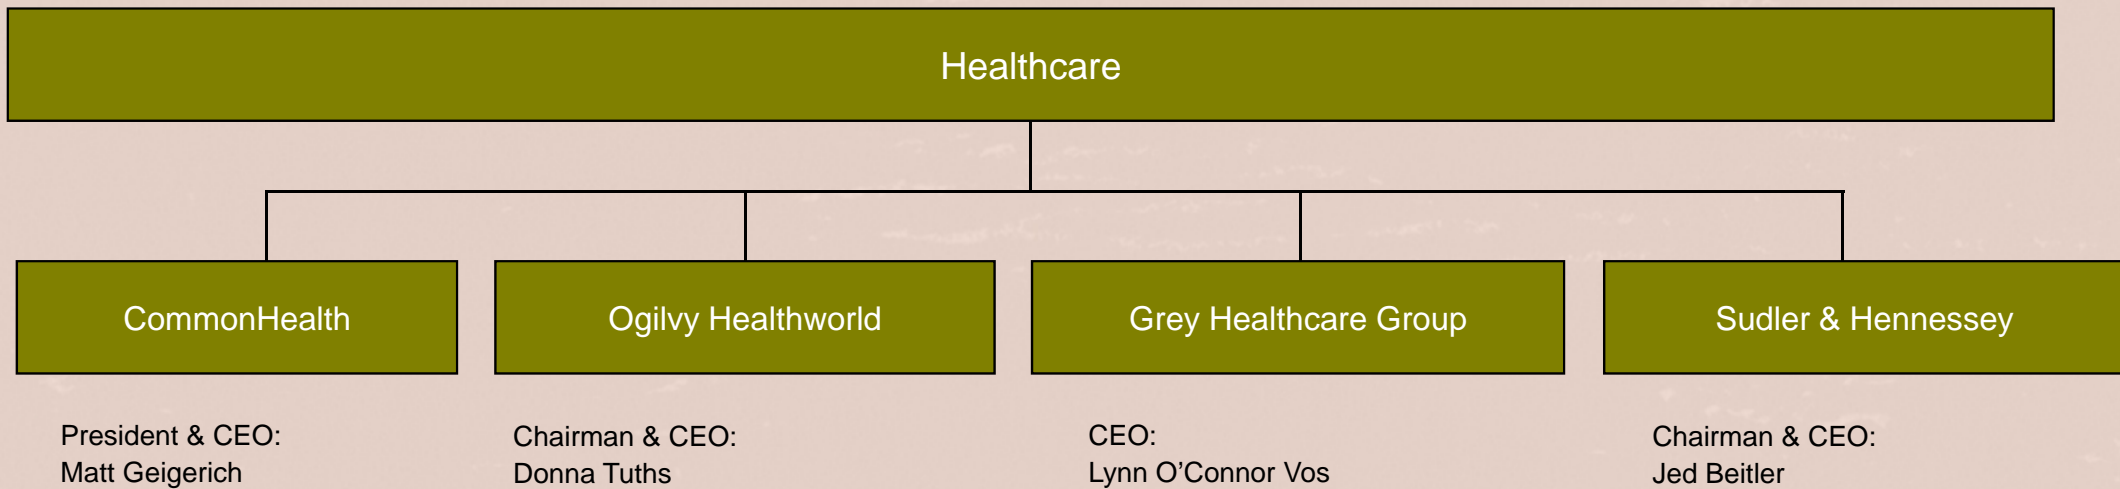 Healthcare
CommonHealth
Ogilvy Healthworld
Grey Healthcare Group
Sudler & Hennessey
President & CEO:
Matt Geigerich
Chairman & CEO:
Donna Tuths
CEO:
Lynn O’Connor Vos
Chairman & CEO:
Jed Beitler